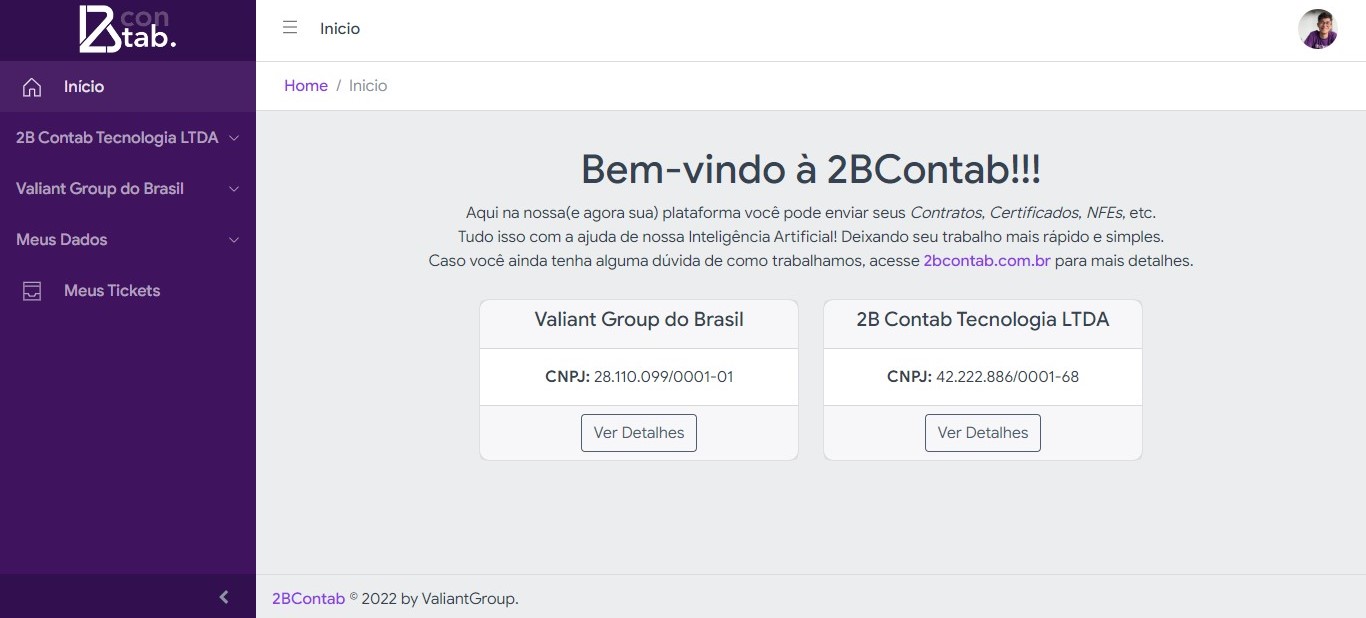 con
tab.
Início
2B Contab Tecnologia LTDA
Valiant Group do Brasil
Meus Dados
Meus Tickets
Inicio
Home / Inicio
Bem-vindo à 2BContab!!!
Aqui na nossa(e agora sua) plataforma você pode enviar seus Contratos, Certificados, NFEs, etc.
Tudo isso com a ajuda de nossa Inteligência Artificial! Deixando seu trabalho mais rápido e simples.
Caso você ainda tenha alguma dúvida de como trabalhamos, acesse 2bcontab.com.br para mais detalhes.
Valiant Group do Brasil
CNPJ: 28.110.099/0001-01
Ver Detalhes
2B Contab Tecnologia LTDA
CNPJ: 42.222.886/0001-68
Ver Detalhes
2BContab © 2022 by ValiantGroup.